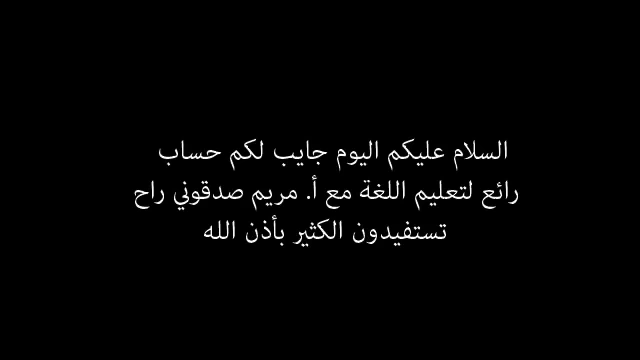 السلام عليكم اليوم جايب لكم حساب
رائع لتعليم اللغة مع أ. مريم صدقوني راح
تستفيدون الكثير بأذن الله